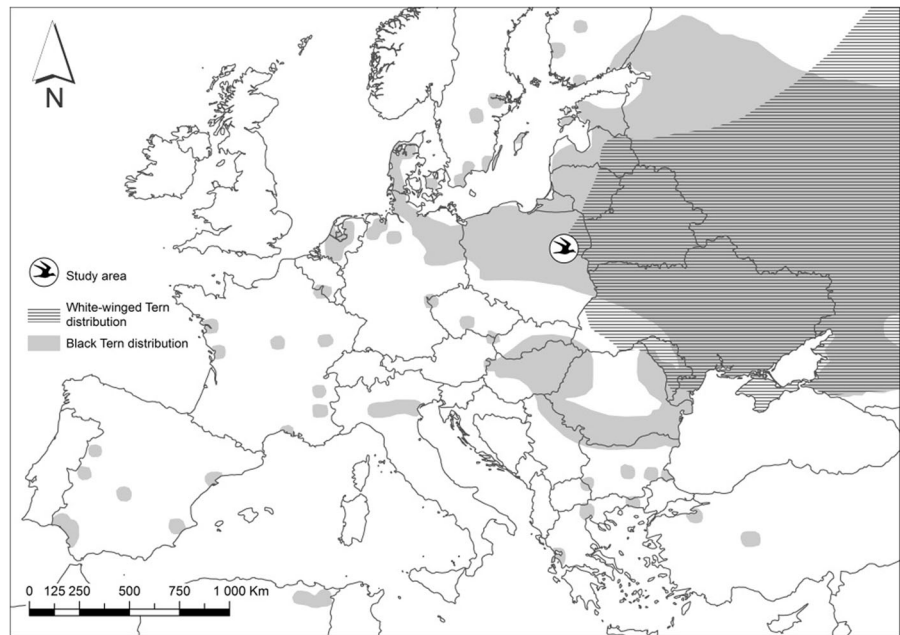 N
Study area
White-winged Tern
distribution
Black Tern distribution
0 125 250 500 750 1 000 Km